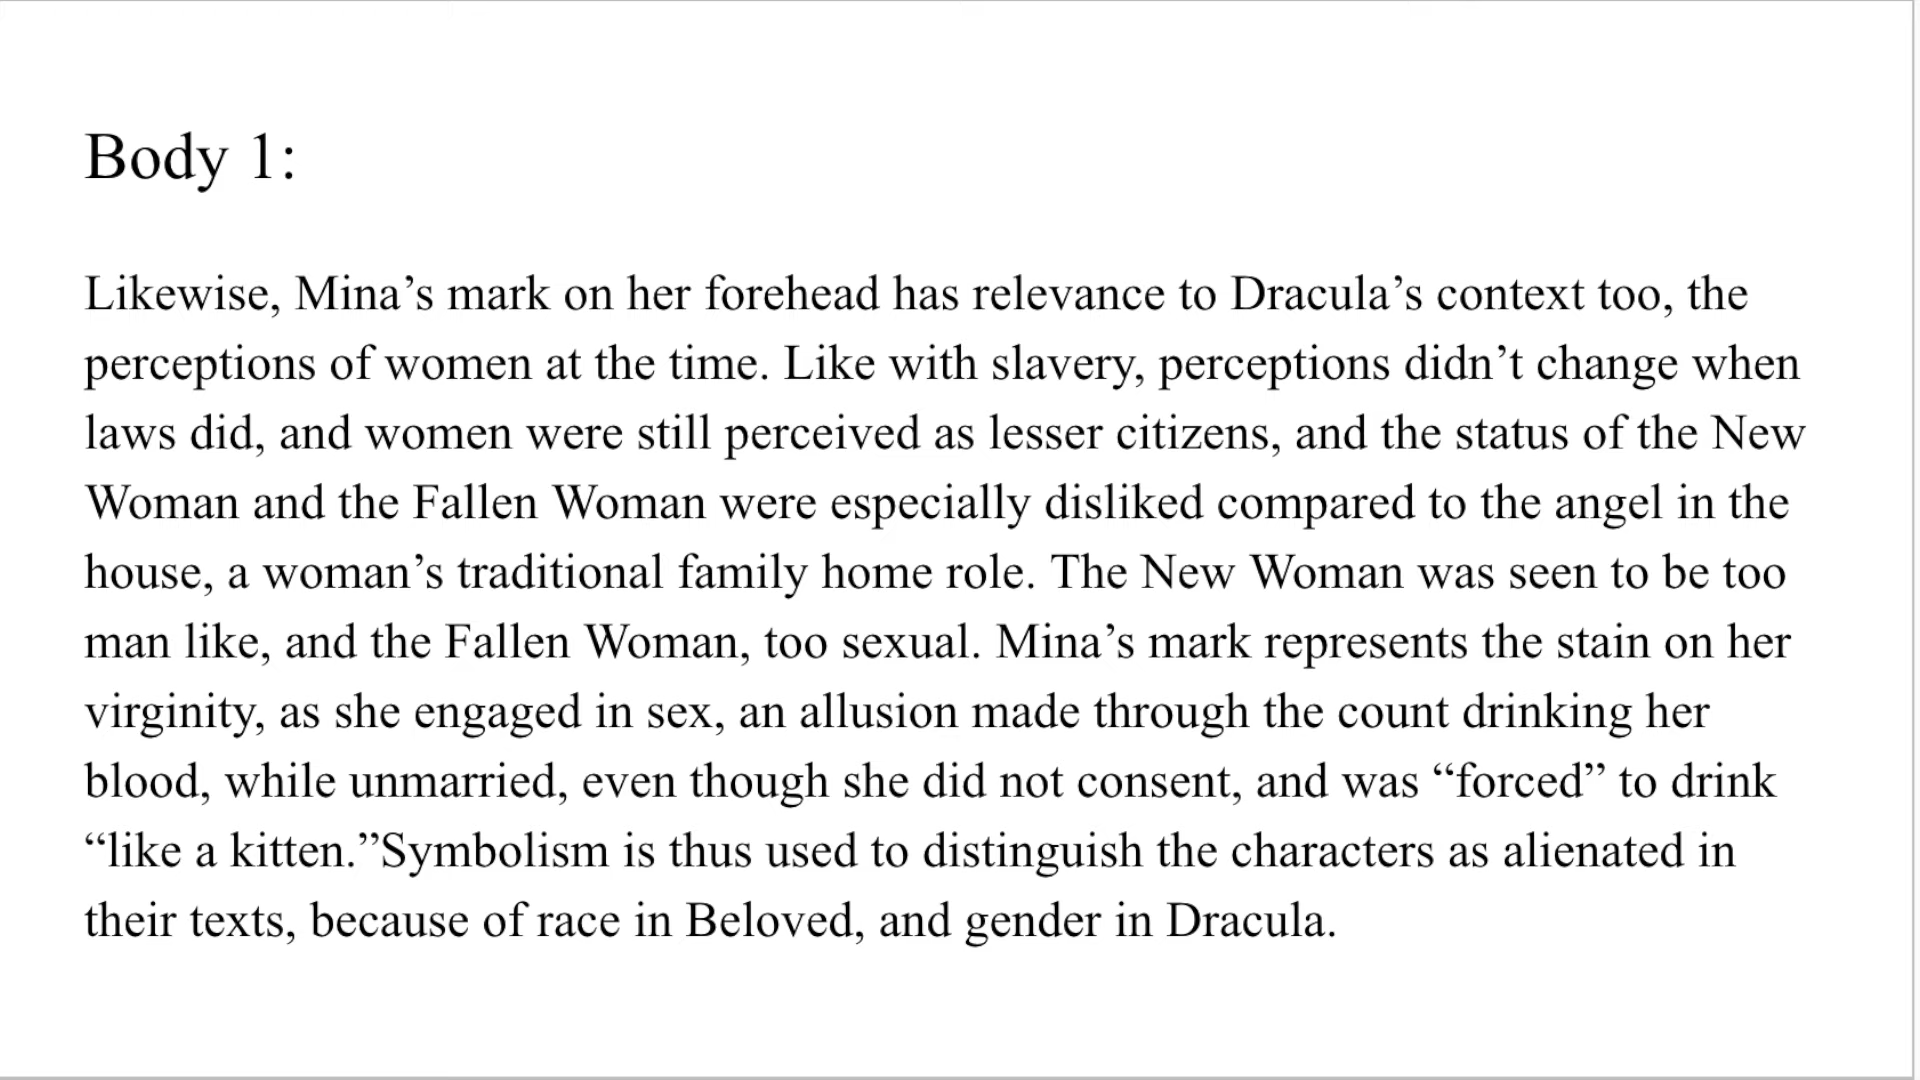 Body 1:
Likewise, Mina’s mark on her forehead has relevance to Dracula’s context too, the
perceptions of women at the time. Like with slavery, perceptions didn’t change when
laws did, and women were still perceived as lesser citizens, and the status of the New
Woman and the Fallen Woman were especially disliked compared to the angel in the
house, a woman’s traditional family home role. The New Woman was seen to be too
man like, and the Fallen Woman, too sexual. Mina’s mark represents the stain on her
virginity, as she engaged in sex, an allusion made through the count drinking her
blood, while unmarried, even though she did not consent, and was “forced” to drink
“like a kitten.”Symbolism is thus used to distinguish the characters as alienated in
their texts, because of race in Beloved, and gender in Dracula.